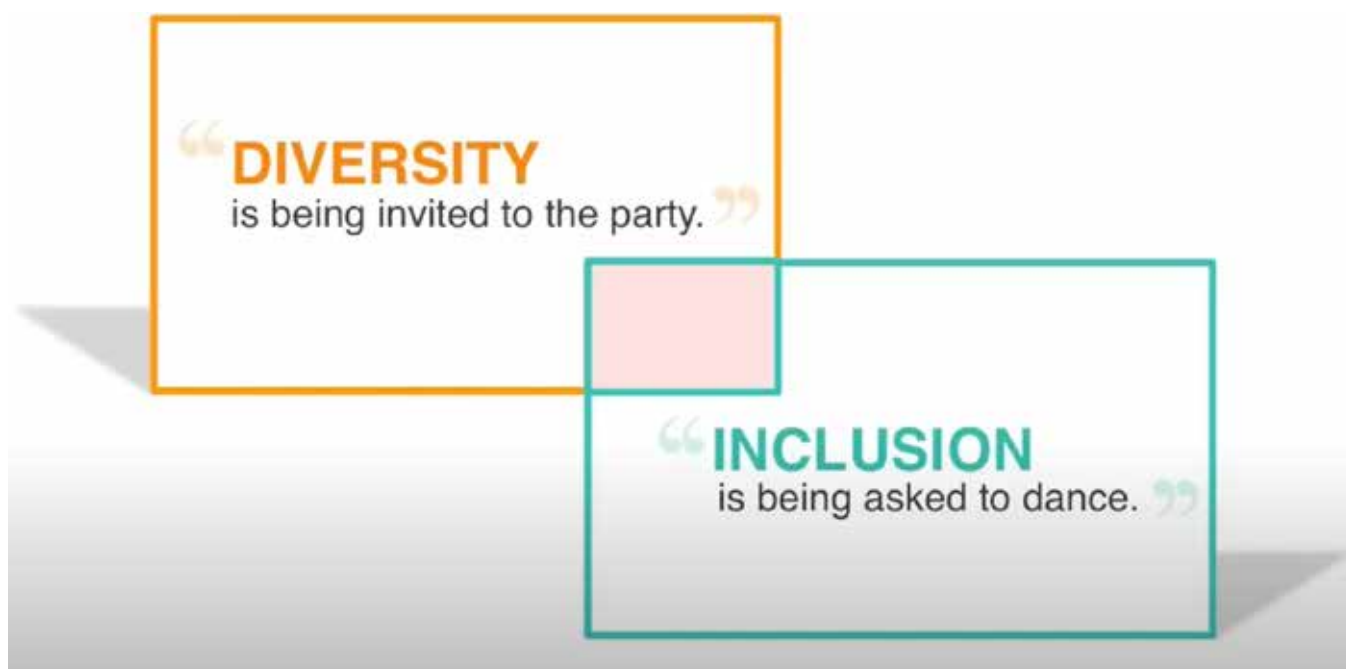 “DIVERSITY
is being invited to the party.”
“INCLUSION
is being asked to dance.”